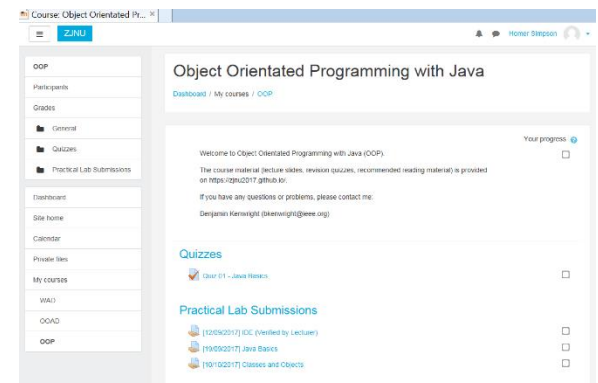 Course: Object Orientated Pr...
ZJNU
Homer Simpson
OOP
Participants
Grades
General
Quizzes
Practical Lab Submissions
Dashboard
Site home
Calendar
Private files
My courses
WAD
OOAD
OOP
Object Orientated Programming with Java
Dashboard / My courses / OOP
Your progress
Welcome to Object Orientated Programming with Java (OOP).
The course material (lecture slides, revision quizzes, recommended reading material) is provided
on https://zjnu2017.github.io/.
If you have any questions or problems, please contact me:
Benjamin Kenwright (bkenwright@ieee.org)
Quizzes
Quiz 01 - Java Basics
Practical Lab Submissions
[12/09/2017] IDE (Verified by Lecturer)
[19/09/2017] Java Basics
[10/10/2017] Classes and Objects